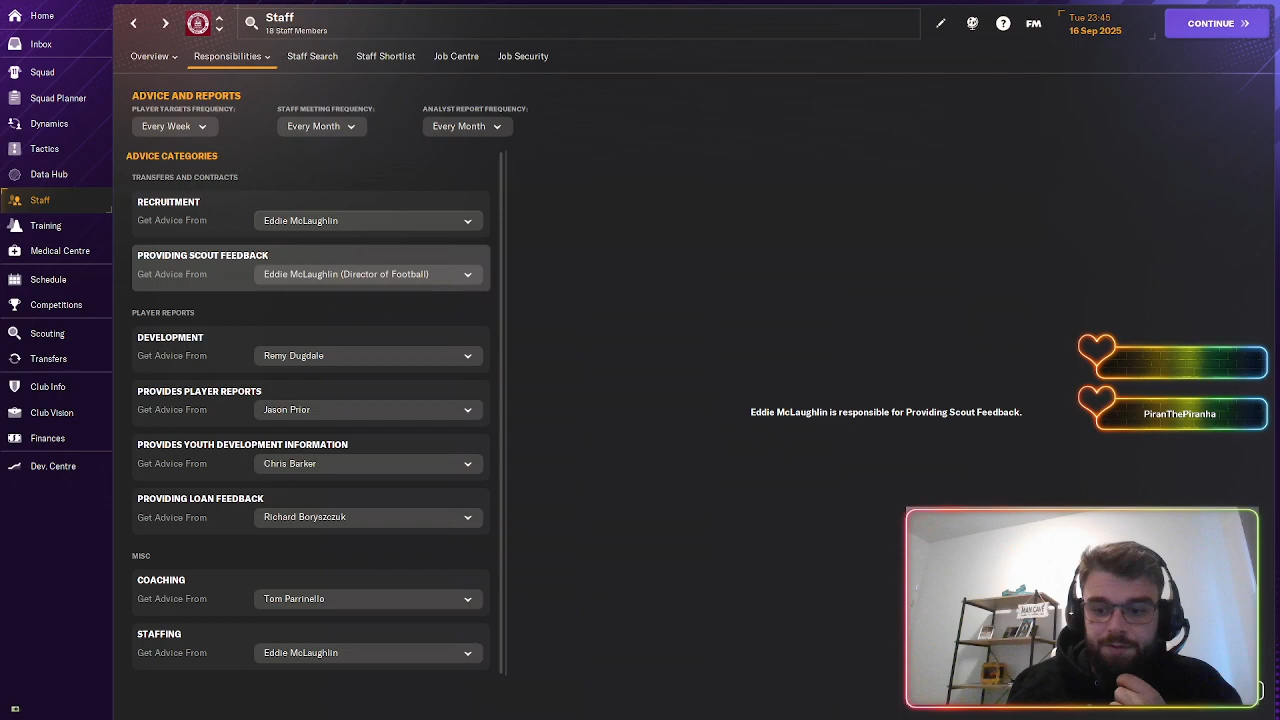 Home
Inbox
Squad
Squad Planner
Dynamics
Tactics
Data Hub
Staff
Training
Medical Centre
Schedule
Competitions
Scouting
Transfers
Club Info
Club Vision
Finances
Dev. Centre
Staff
18 Staff Members
?
FM
Tue 23:45
16 Sep 2025
CONTINUE
Overview
Responsibilities
Staff Search
Staff Shortlist
Job Centre
Job Security
ADVICE AND REPORTS
PLAYER TARGETS FREQUENCY:
STAFF MEETING FREQUENCY:
ANALYST REPORT FREQUENCY:
Every Week
Every Month
Every Month
ADVICE CATEGORIES
TRANSFERS AND CONTRACTS
RECRUITMENT
Get Advice From
Eddie McLaughlin
PROVIDING SCOUT FEEDBACK
Get Advice From
Eddie McLaughlin (Director of Football)
PLAYER REPORTS
DEVELOPMENT
Get Advice From
Remy Dugdale
PROVIDES PLAYER REPORTS
Get Advice From
Jason Prior
PROVIDES YOUTH DEVELOPMENT INFORMATION
Get Advice From
Chris Barker
PROVIDING LOAN FEEDBACK
Get Advice From
Richard Boryszczuk
MISC
COACHING
Get Advice From
Tom Parrinello
STAFFING
Get Advice From
Eddie McLaughlin
Eddie McLaughlin is responsible for Providing Scout Feedback.
PiranThePiranha
MAN CAVE